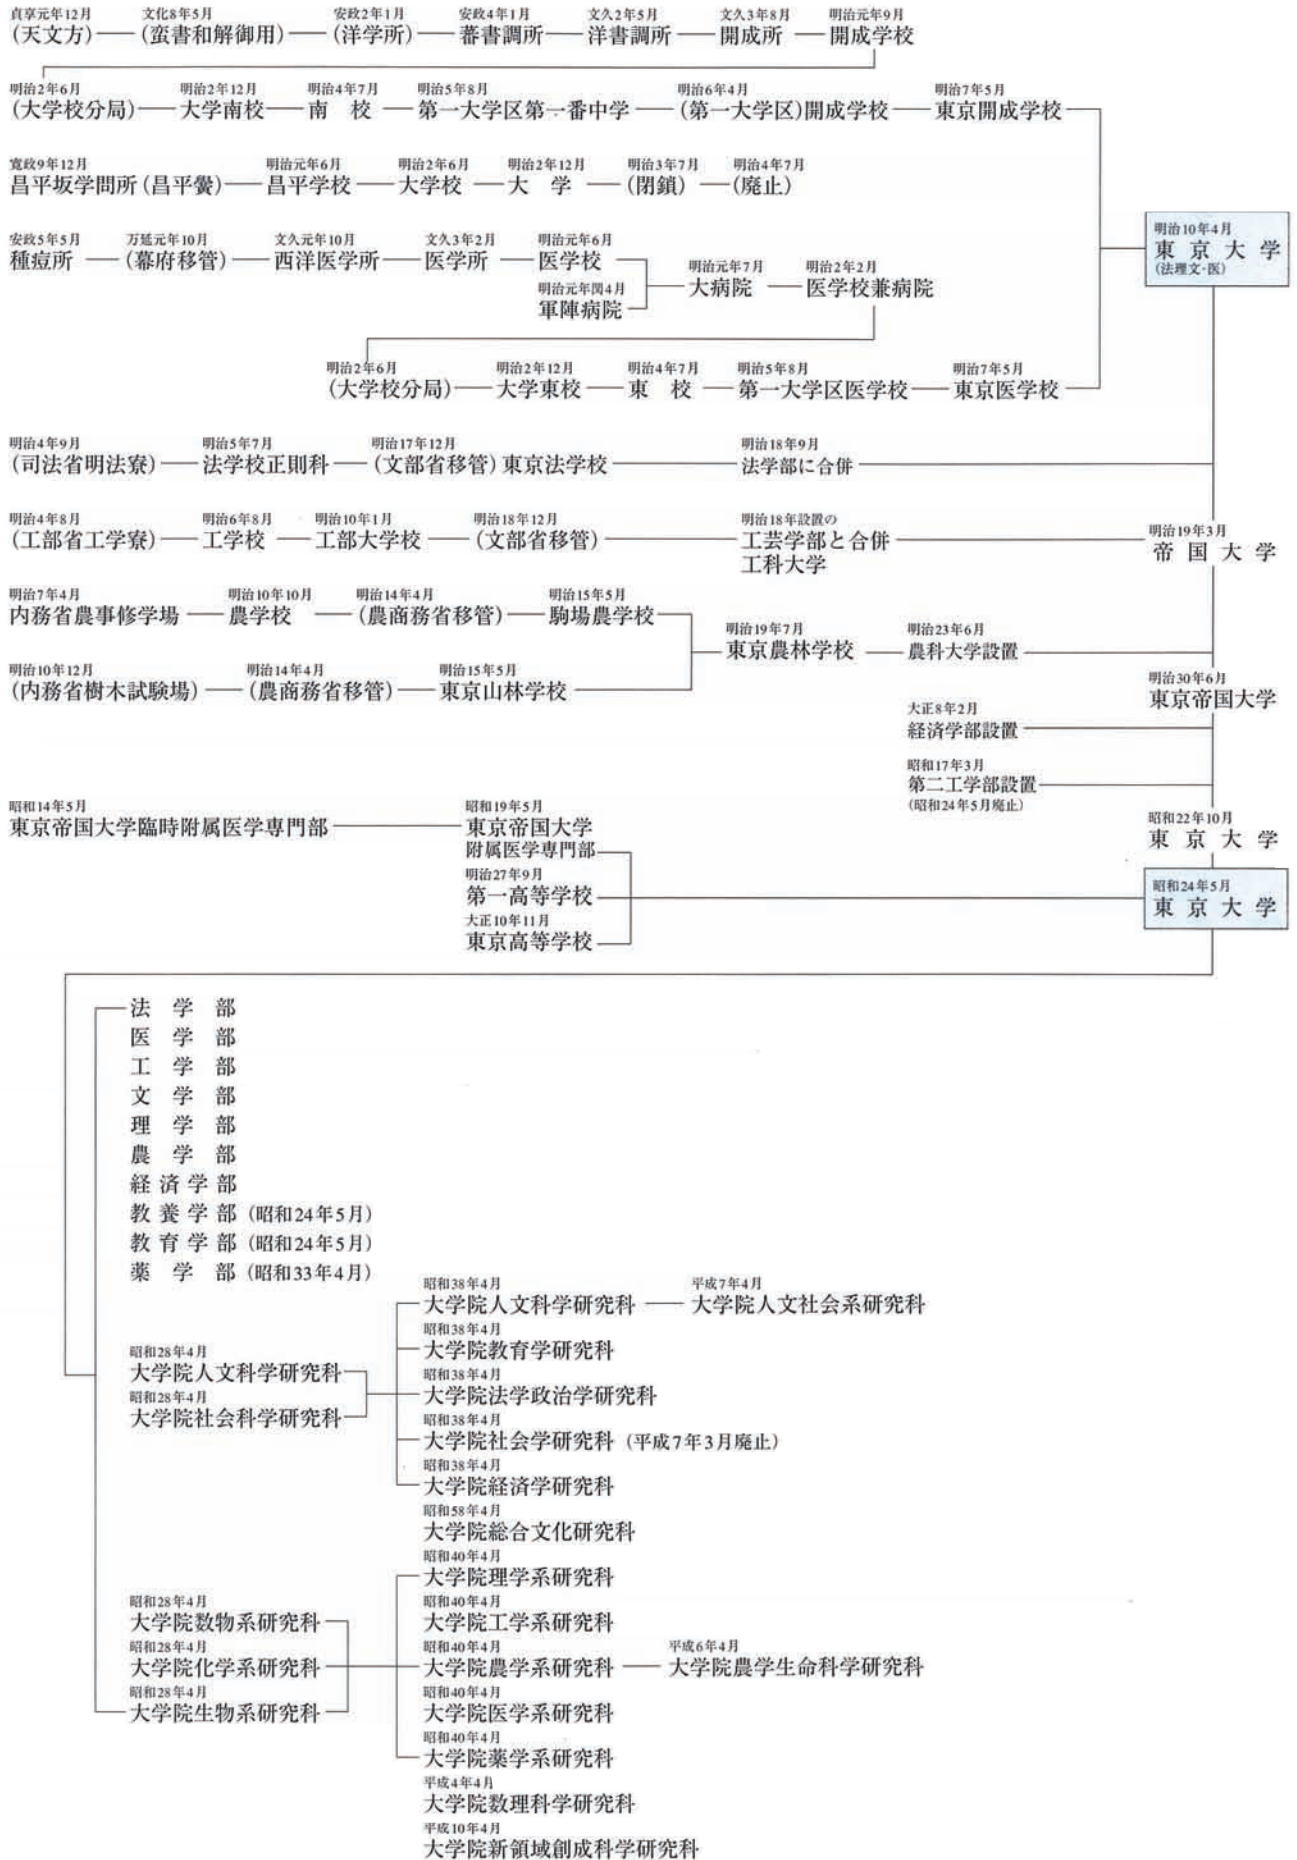 貞享元年12月 文化8年5月 安政2年1月 安政4年1月 文久2年5月 文久3年8月 明治元年9月
(天文方) (蛮書和解御用) (洋学所) 蕃書調所 洋書調所 開成所 開成学校
明治2年6月 明治2年12月 明治4年7月 明治5年8月 明治6年4月 明治7年5月
(大学校分局) 大学南校 南 校 第一大学区第一番中学 (第一大学区)開成学校 東京開成学校
寛政9年12月 明治元年6月 明治2年6月 明治2年12月 明治3年7月 明治4年7月
昌平坂学問所(昌平黌) 昌平学校 大学校 大 学 (閉鎖) (廃止)
明治10年4月
東 京 大 学
(法理文・医)
安政5年5月 万延元年10月 文久元年10月 文久3年2月 明治元年6月
種痘所 (幕府移管) 西洋医学所 医学所 医学校
明治元年閏4月
軍陣病院
明治元年7月 明治2年2月
大病院 医学校兼病院
明治2年6月 明治2年12月 明治4年7月 明治5年8月 明治7年5月
(大学校分局) 大学東校 東 校 第一大学区医学校 東京医学校
明治4年9月 明治5年7月 明治17年12月 明治18年9月
(司法省明法寮) 法学校正則科 (文部省移管)東京法学校 法学部に合併
明治4年8月 明治6年8月 明治10年1月 明治18年12月 明治18年設置の
(工部省工学寮) 工学校 工部大学校 (文部省移管) 工芸学部と合併
工科大学
明治19年3月
帝 国 大 学
明治7年4月 明治10年10月 明治14年4月 明治15年5月
内務省農事修学場 農学校 (農商務省移管) 駒場農学校
明治19年7月 明治23年6月
東京農林学校 農科大学設置
明治10年12月 明治14年4月 明治15年5月
(内務省樹木試験場) (農商務省移管) 東京山林学校
明治30年6月
東京帝国大学
大正8年2月
経済学部設置
昭和17年3月
第二工学部設置
(昭和24年5月廃止)
昭和14年5月 昭和19年5月
東京帝国大学臨時附属医学専門部 東京帝国大学
附属医学専門部
昭和22年10月
東 京 大 学
明治27年9月
第一高等学校
昭和24年5月
東 京 大 学
大正10年11月
東京高等学校
法 学 部
医 学 部
工 学 部
文 学 部
理 学 部
農 学 部
経 済 学 部
教 養 学 部 (昭和24年5月)
教 育 学 部 (昭和24年5月)
薬 学 部 (昭和33年4月)
昭和38年4月 平成7年4月
大学院人文科学研究科 大学院人文社会系研究科
昭和38年4月
大学院教育学研究科
昭和28年4月
大学院人文科学研究科
昭和38年4月
大学院法学政治学研究科
昭和28年4月
大学院社会科学研究科
昭和38年4月
大学院社会学研究科 (平成7年3月廃止)
昭和38年4月
大学院経済学研究科
昭和58年4月
大学院総合文化研究科
昭和40年4月
大学院理学系研究科
昭和28年4月 昭和40年4月
大学院数物系研究科 大学院工学系研究科
昭和28年4月 昭和40年4月 平成6年4月
大学院化学系研究科 大学院農学系研究科 大学院農学生命科学研究科
昭和28年4月 昭和40年4月
大学院生物系研究科 大学院医学系研究科
昭和40年4月
大学院薬学系研究科
平成4年4月
大学院数理科学研究科
平成10年4月
大学院新領域創成科学研究科